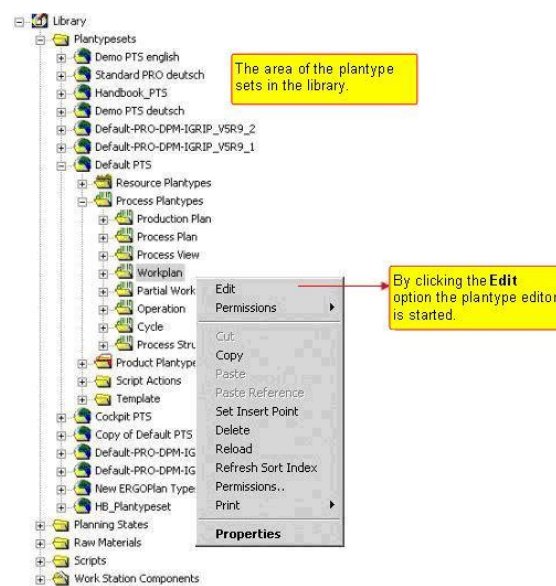 Library
Plantypesets
Demo PTS english
Standard PRO deutsch
Handbook_PTS
Demo PTS deutsch
Default-PRO-DPM-IGRIP_V5R9_2
Default-PRO-DPM-IGRIP_V5R9_1
Default PTS
Resource Plantypes
Process Plantypes
Production Plan
Process Plan
Process View
Workplan
Partial Work
Operation
Cycle
Process Stru
Product Plantype
Script Actions
Template
Cockpit PTS
Copy of Default PTS
Default-PRO-DPM-IG
Default-PRO-DPM-IG
New ERGOPlan Type
HB_Plantypeset
Planning States
Raw Materials
Scripts
Work Station Components
The area of the plantype
sets in the library.
Edit
Permissions
Cut
Copy
Paste
Paste Reference
Set Insert Point
Delete
Reload
Refresh Sort Index
Permissions..
Print
Properties
By clicking the Edit
option the plantype editor
is started.